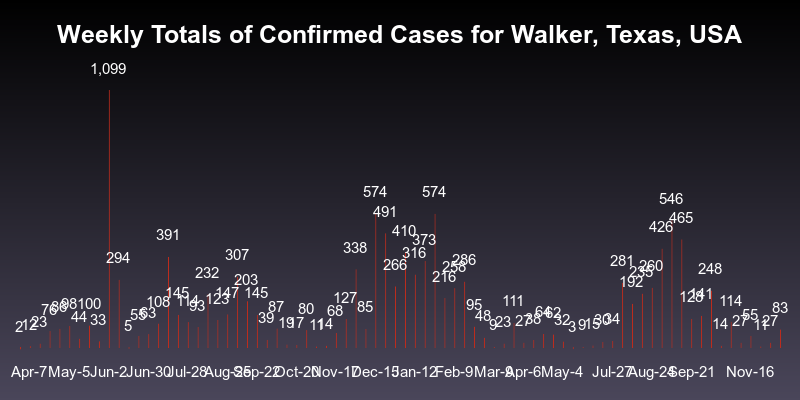 Weekly Totals of Confirmed Cases for Walker, Texas, USA
1,099
574 574
546
491 465
426
410
391
373
338
307 316
294
281
286
266 258 260 248
232 235
216
203
192
145 147 145
123 127 128 141
108 114 111 114
98 100 93 87 80 85 95 83
76 86 68 64 62
55 63 55
44 33 39 48 38 32 30 34
23 19 17 23 27 27 27
2 12 5 11 14 9 3 9 15 14 11
Apr-7 May-5 Jun-2 Jun-30 Jul-28 Aug-25 Sep-22 Oct-20 Nov-17 Dec-15 Jan-12 Feb-9 Mar-9 Apr-6 May-4 Jul-27 Aug-24 Sep-21 Nov-16